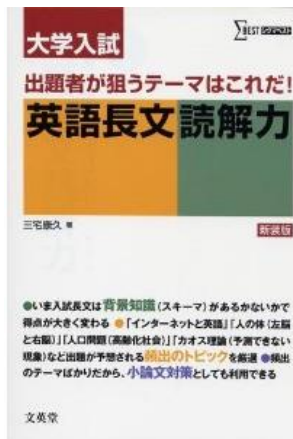 大学入試
ΣBEST シグマベスト
出題者が狙うテーマはこれだ!
英語長文読解力
三宅康久 著
新装版
●いま入試長文は背景知識(スキーマ)があるかないかで
得点が大きく変わる ●「インターネットと英語」「人の体(左脳
と右脳)」「人口問題(高齢化社会)」「カオス理論(予測できない
現象)など出題が予想される頻出のトピックを厳選 ●頻出
のテーマばかりだから、小論文対策としても利用できる
文英堂